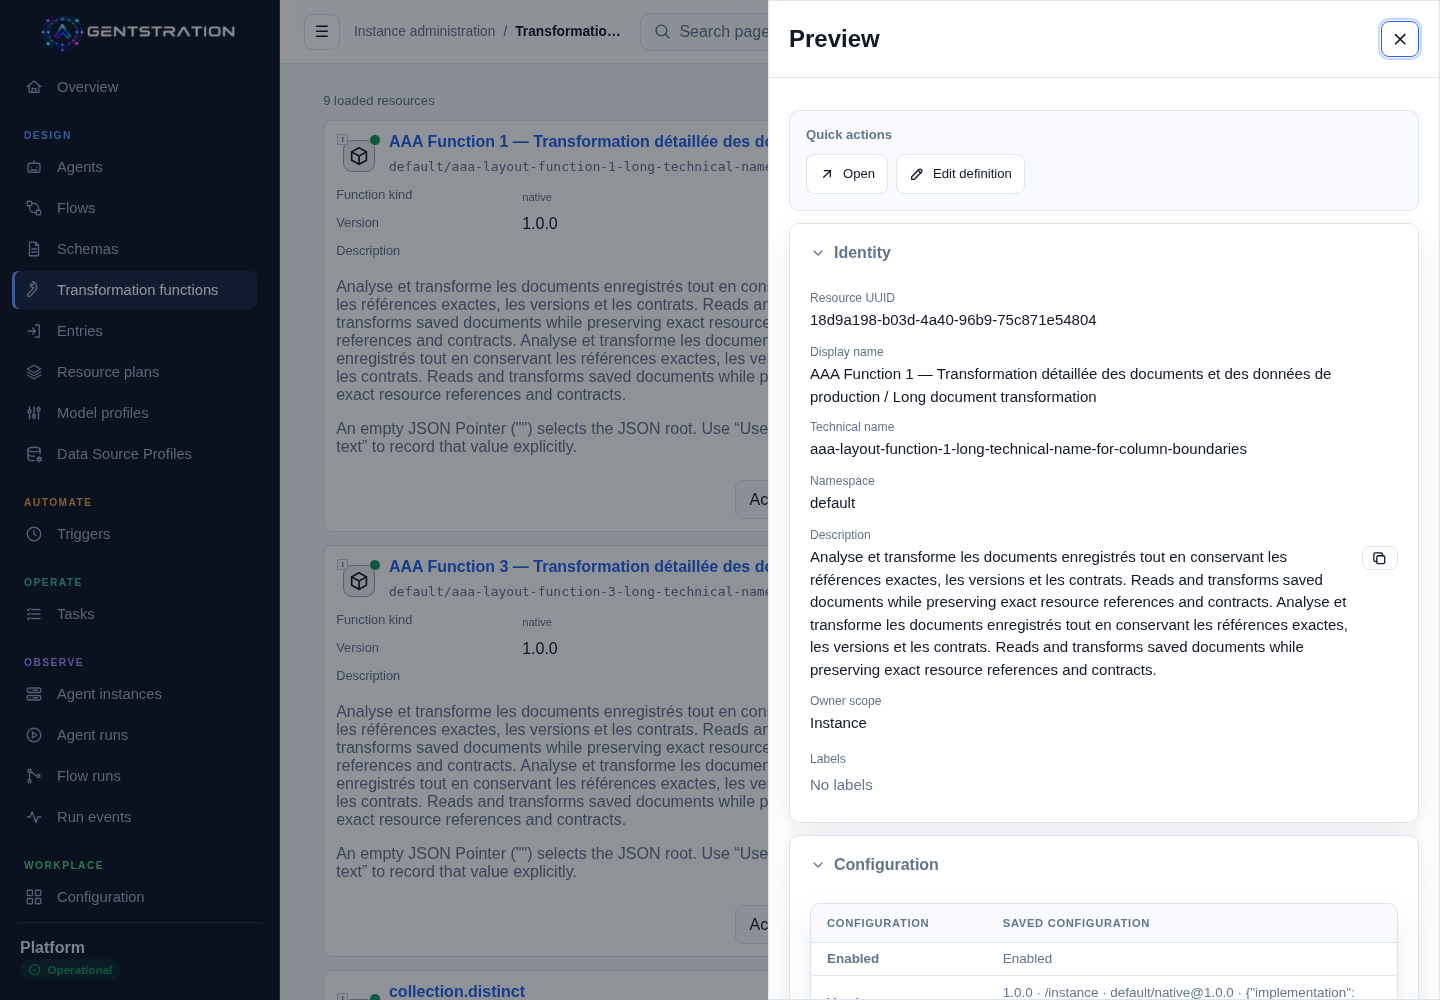 GENTSTRATION
Overview
DESIGN
Agents
Flows
Schemas
Transformation functions
Entries
Resource plans
Model profiles
Data Source Profiles
AUTOMATE
Triggers
OPERATE
Tasks
OBSERVE
Agent instances
Agent runs
Flow runs
Run events
WORKPLACE
Configuration
Platform
Operational
Instance administration / Transformatio…
Search page
9 loaded resources
AAA Function 1 — Transformation détaillée des do
default/aaa-layout-function-1-long-technical-name
Function kind native
Version 1.0.0
Description
Analyse et transforme les documents enregistrés tout en con
les références exactes, les versions et les contrats. Reads an
transforms saved documents while preserving exact resource
references and contracts. Analyse et transforme les documen
enregistrés tout en conservant les références exactes, les ve
les contrats. Reads and transforms saved documents while p
exact resource references and contracts.
An empty JSON Pointer ("") selects the JSON root. Use “Use
text” to record that value explicitly.
Ac
AAA Function 3 — Transformation détaillée des do
default/aaa-layout-function-3-long-technical-name
Function kind native
Version 1.0.0
Description
Analyse et transforme les documents enregistrés tout en con
les références exactes, les versions et les contrats. Reads an
transforms saved documents while preserving exact resource
references and contracts. Analyse et transforme les documen
enregistrés tout en conservant les références exactes, les ve
les contrats. Reads and transforms saved documents while p
exact resource references and contracts.
An empty JSON Pointer ("") selects the JSON root. Use “Use
text” to record that value explicitly.
Ac
collection.distinct
Preview
Quick actions
Open
Edit definition
Identity
Resource UUID
18d9a198-b03d-4a40-96b9-75c871e54804
Display name
AAA Function 1 — Transformation détaillée des documents et des données de
production / Long document transformation
Technical name
aaa-layout-function-1-long-technical-name-for-column-boundaries
Namespace
default
Description
Analyse et transforme les documents enregistrés tout en conservant les
références exactes, les versions et les contrats. Reads and transforms saved
documents while preserving exact resource references and contracts. Analyse et
transforme les documents enregistrés tout en conservant les références exactes,
les versions et les contrats. Reads and transforms saved documents while
preserving exact resource references and contracts.
Owner scope
Instance
Labels
No labels
Configuration
CONFIGURATION SAVED CONFIGURATION
Enabled Enabled
1.0.0 · /instance · default/native@1.0.0 · {"implementation":